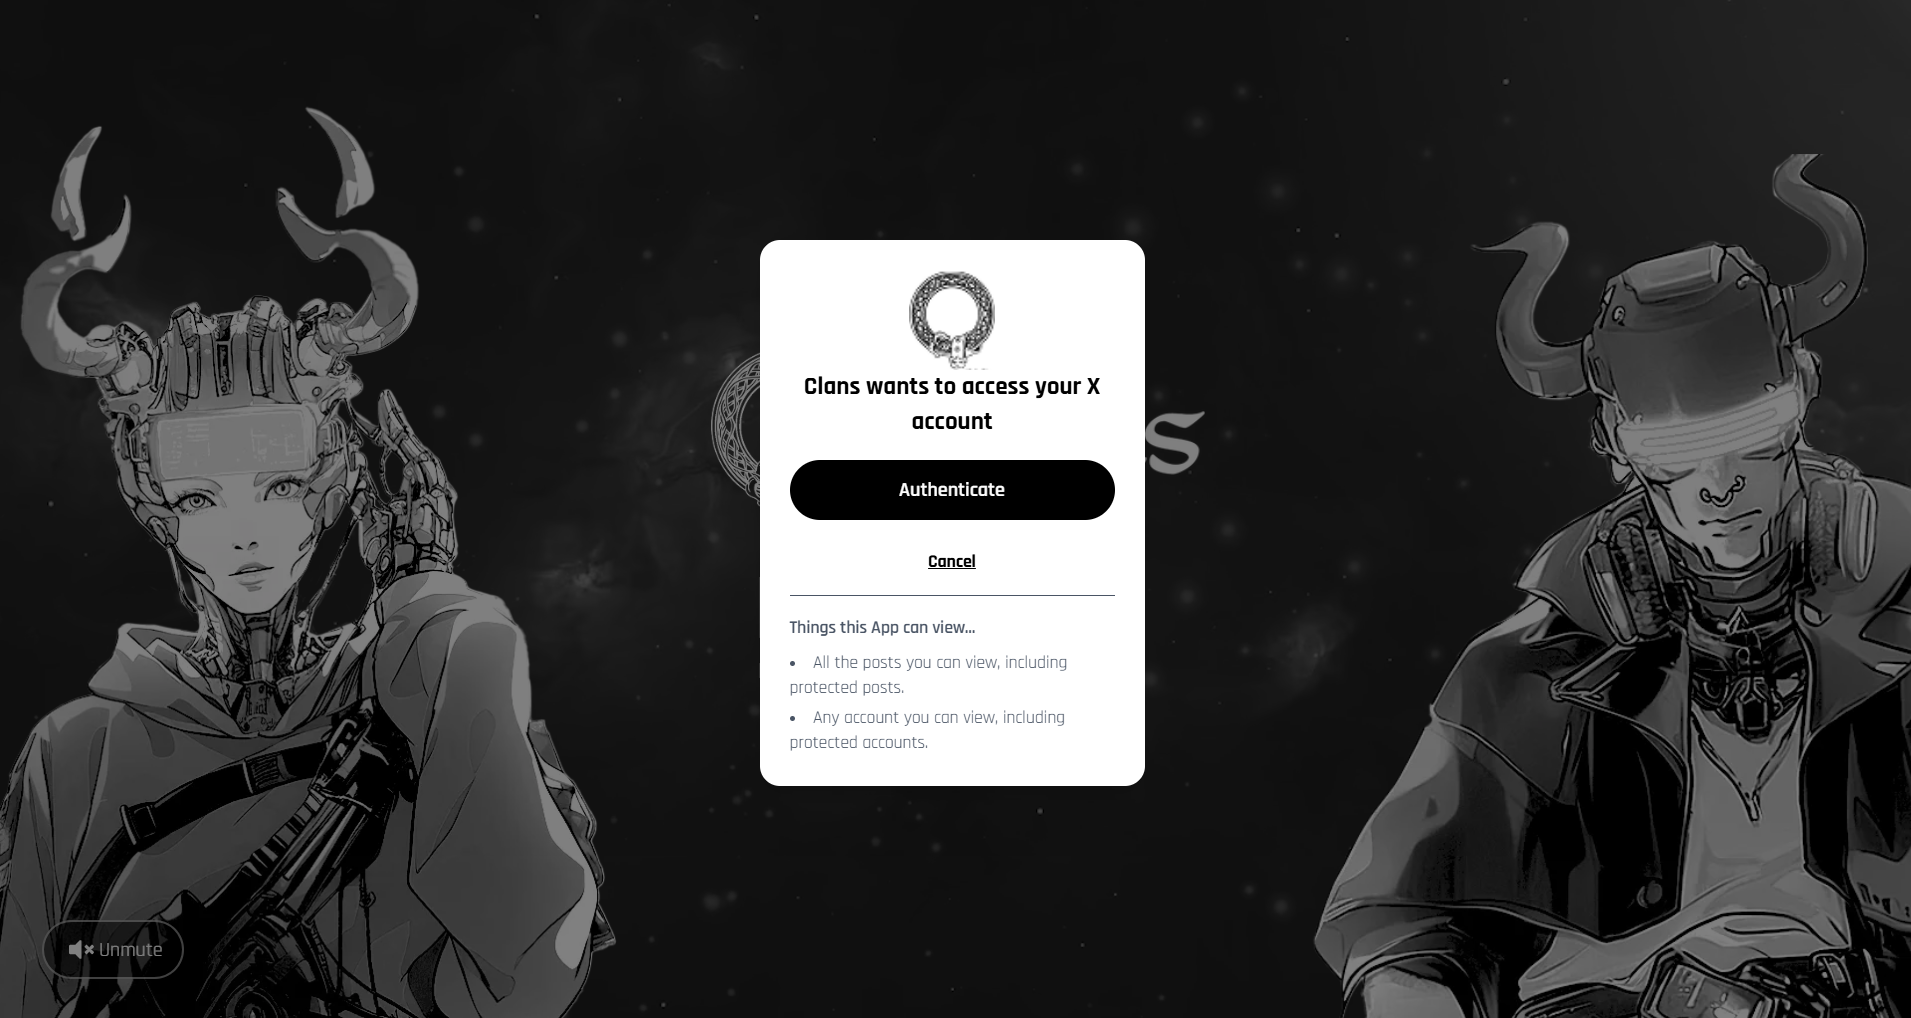 Clans wants to access your X
account
s
Authenticate
Cancel
Things this App can view...
• All the posts you can view, including
protected posts.
• Any account you can view, including
protected accounts.
Unmute